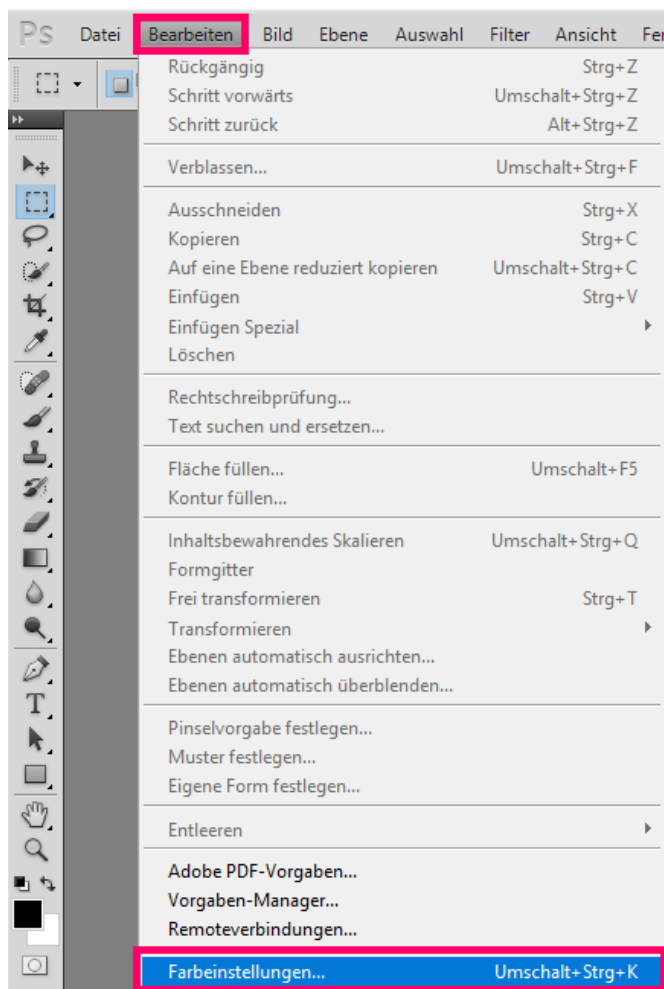 Ps Datei Bearbeiten Bild Ebene Auswahl Filter Ansicht
Rückgängig Strg+Z
Schritt vorwärts Umschalt+Strg+Z
Schritt zurück Alt+Strg+Z
Verblassen... Umschalt+Strg+F
Ausschneiden Strg+X
Kopieren Strg+C
Auf eine Ebene reduziert kopieren Umschalt+Strg+C
Einfügen Strg+V
Einfügen Spezial
Löschen
Rechtschreibprüfung...
Text suchen und ersetzen...
Fläche füllen... Umschalt+F5
Kontur füllen...
Inhaltsbewahrendes Skalieren Umschalt+Strg+Q
Formgitter
Frei transformieren Strg+T
Transformieren
Ebenen automatisch ausrichten...
Ebenen automatisch überblenden...
Pinselvorgabe festlegen...
Muster festlegen...
Eigene Form festlegen...
Entleeren
Adobe PDF-Vorgaben...
Vorgaben-Manager...
Remoteverbindungen...
Farbeinstellungen... Umschalt+Strg+K